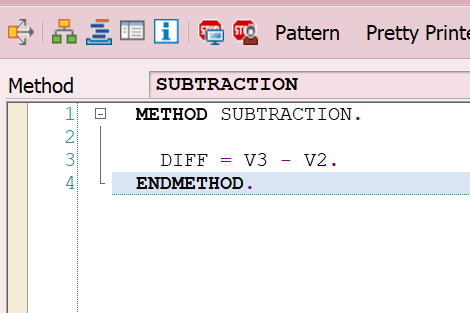 Pattern Pretty Printe
Method SUBTRACTION
1 METHOD SUBTRACTION.
2
3 DIFF = V3 - V2.
4 ENDMETHOD.